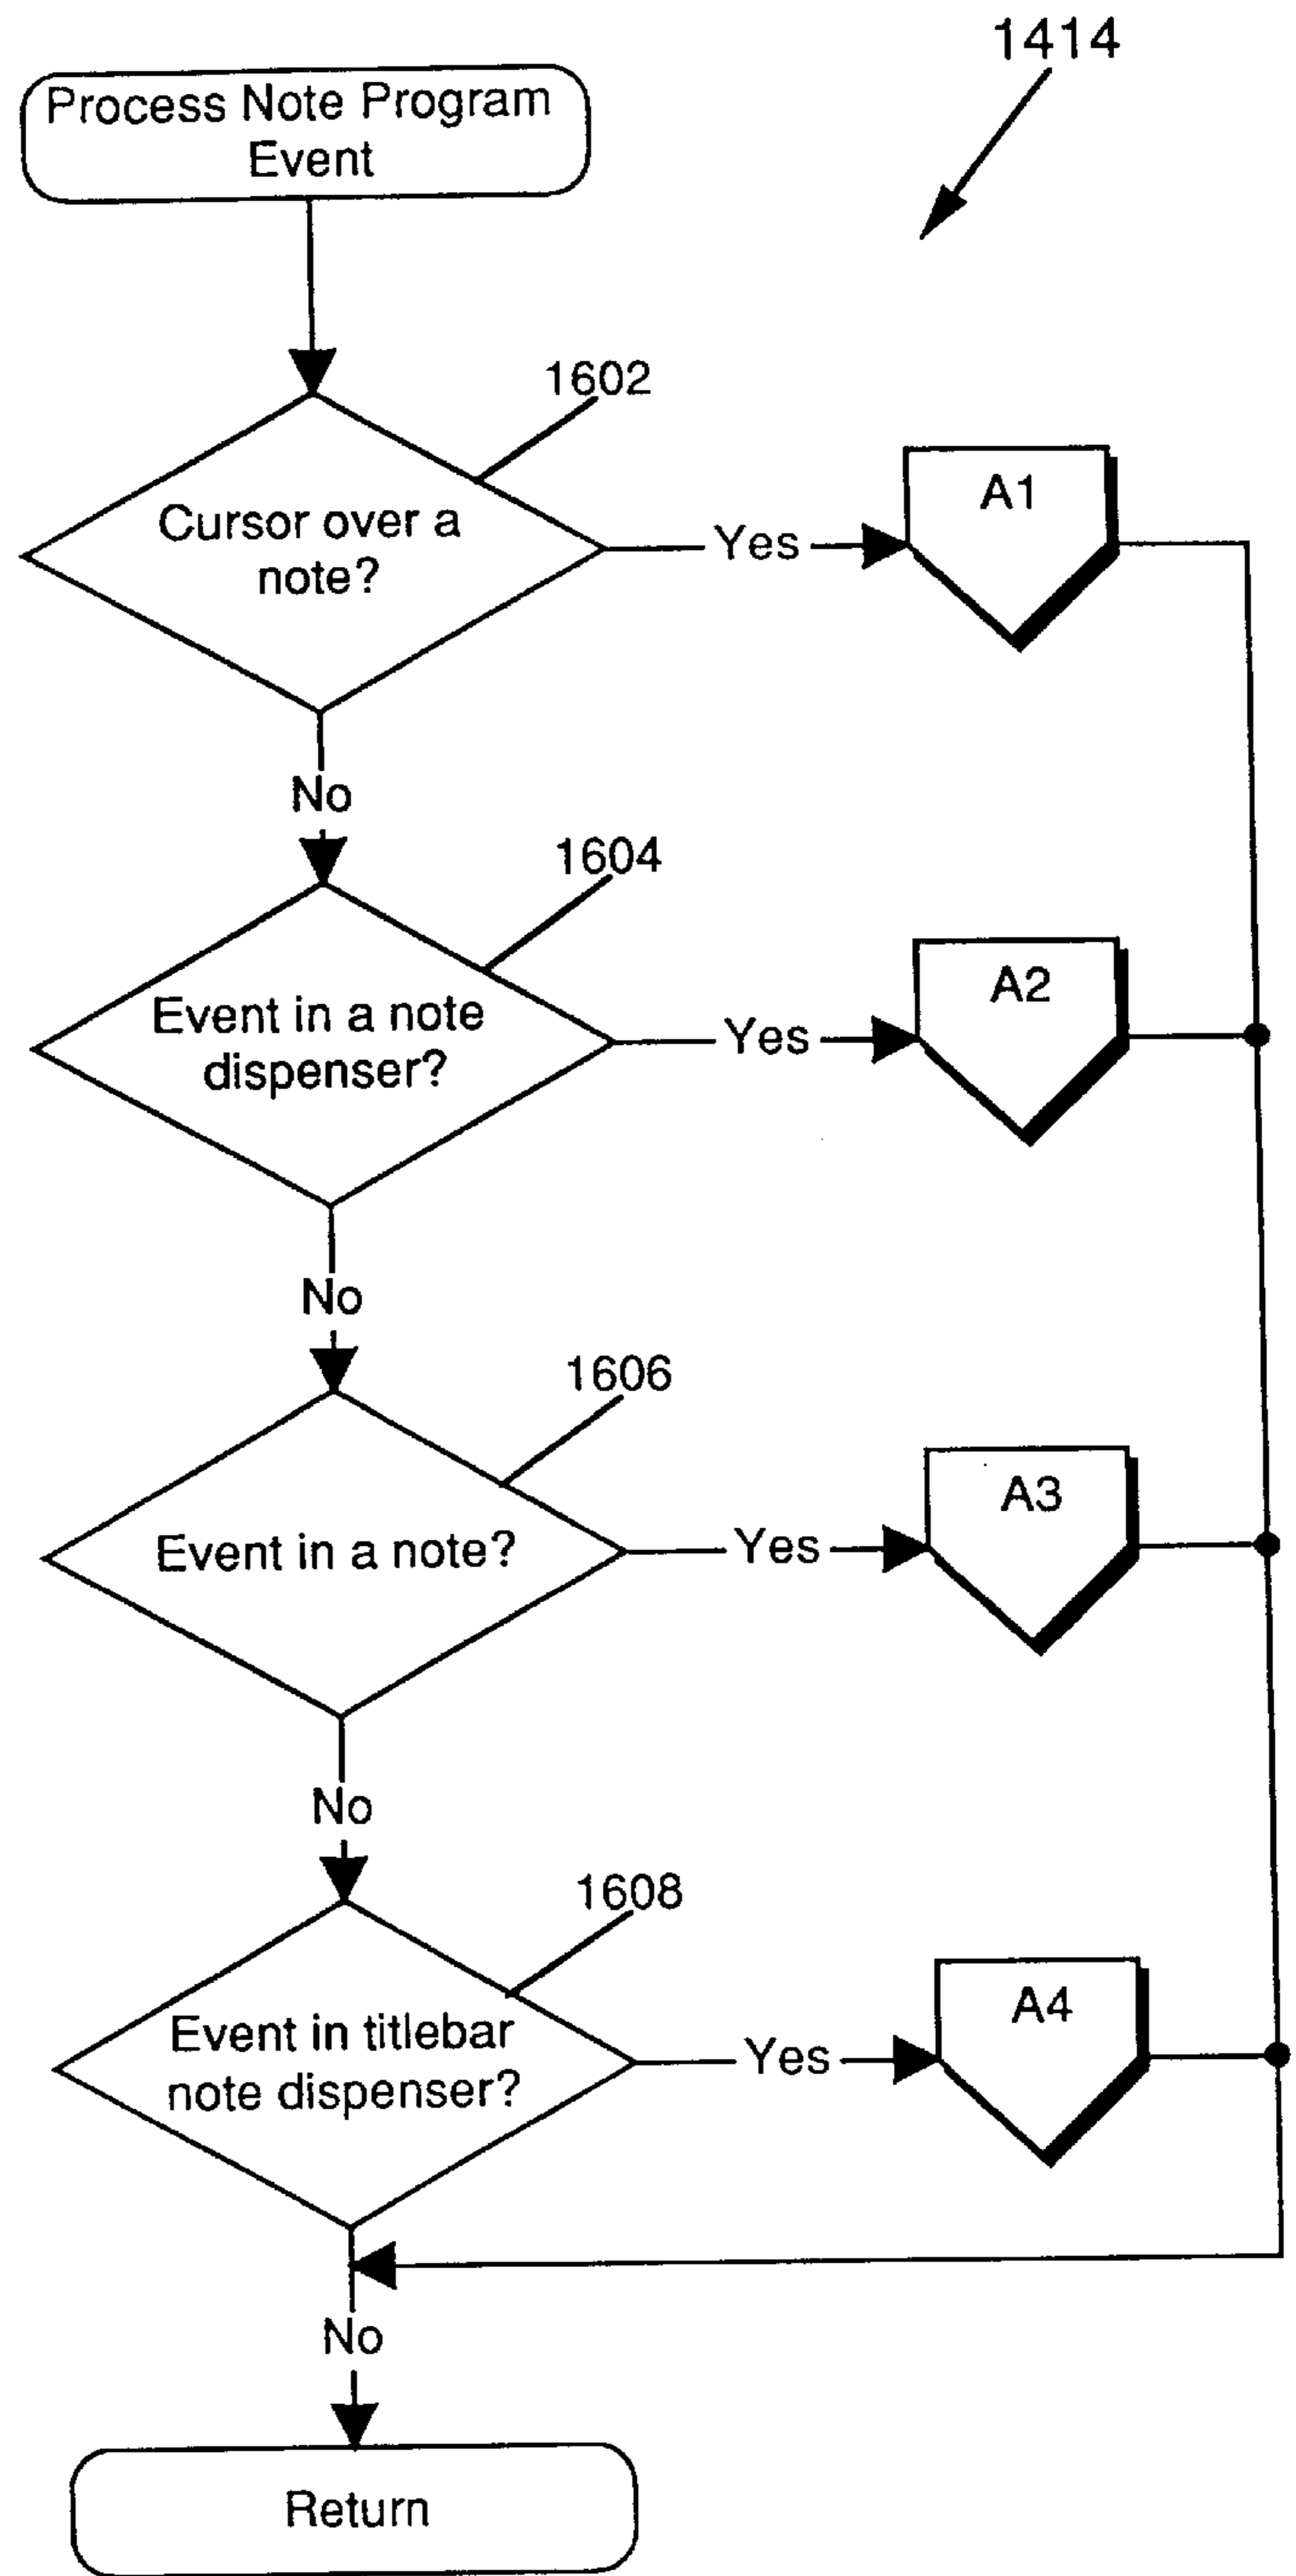 1414
Process Note Program
Event
1602
Cursor over a
note?
Yes
A1
No
1604
Event in a note
dispenser?
Yes
A2
No
1606
Event in a note?
Yes
A3
No
1608
Event in titlebar
note dispenser?
Yes
A4
No
Return